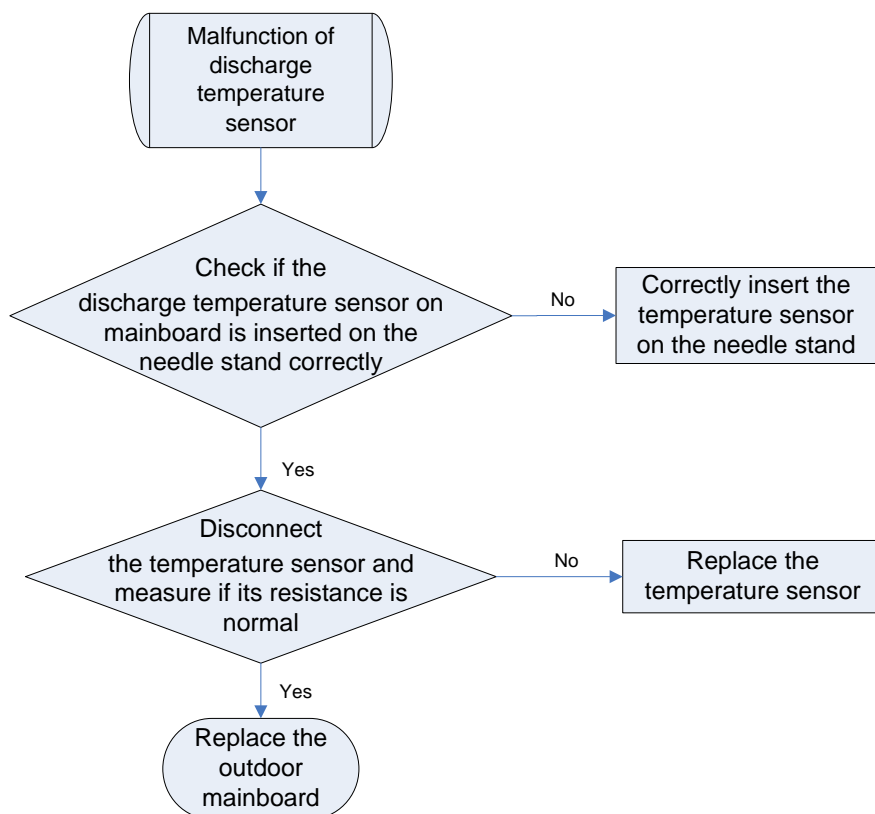 Malfunction of
discharge
temperature
sensor
Check if the
discharge temperature sensor on
mainboard is inserted on the
needle stand correctly
No
Correctly insert the
temperature sensor
on the needle stand
Yes
Disconnect
the temperature sensor and
measure if its resistance is
normal
No
Replace the
temperature sensor
Yes
Replace the
outdoor
mainboard